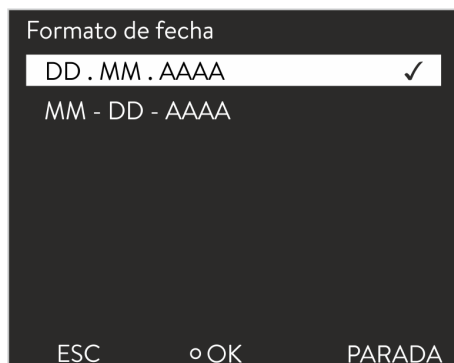 Formato de fecha
DD . MM . AAAA ✓
MM - DD - AAAA
ESC OK PARADA